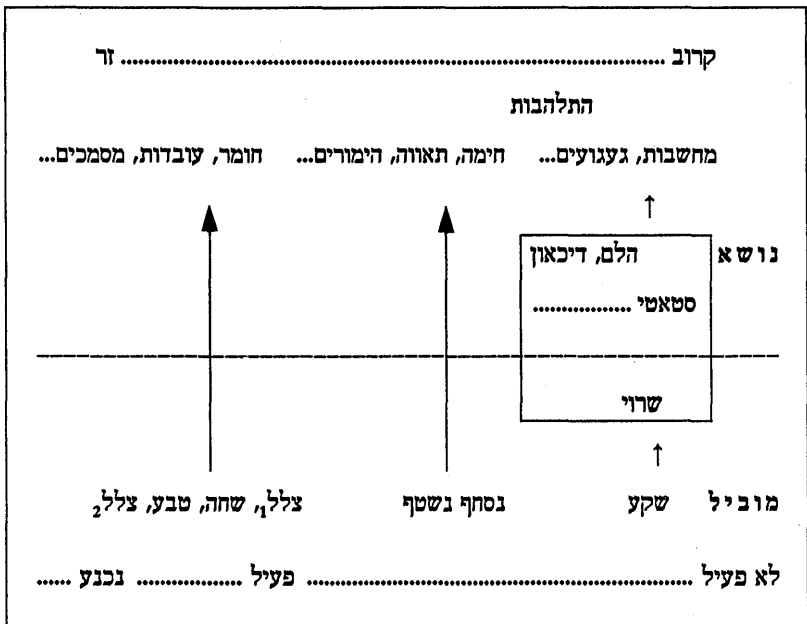 קרוב ........................................................................ זר
התלהבות
מחשבות, געגועים... חימה, תאווה, הימורים... חומר, עובדות, מסמכים...
↑
נושא הלם, דיכאון
סטאטי .................
שרוי
↑
מוביל שקע נסחף נשטף צלל₁, שחה, טבע, צלל₂
לא פעיל .................................................... פעיל .............. נכנע ......